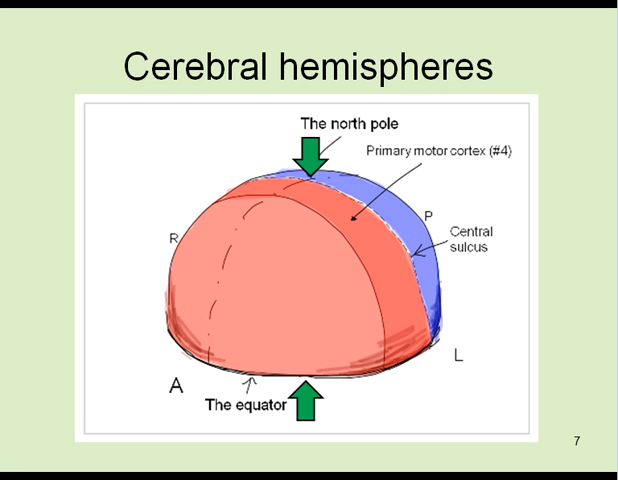 Cerebral hemispheres
The north pole
Primary motor cortex (#4)
P
R
Central
sulcus
L
A
The equator
7